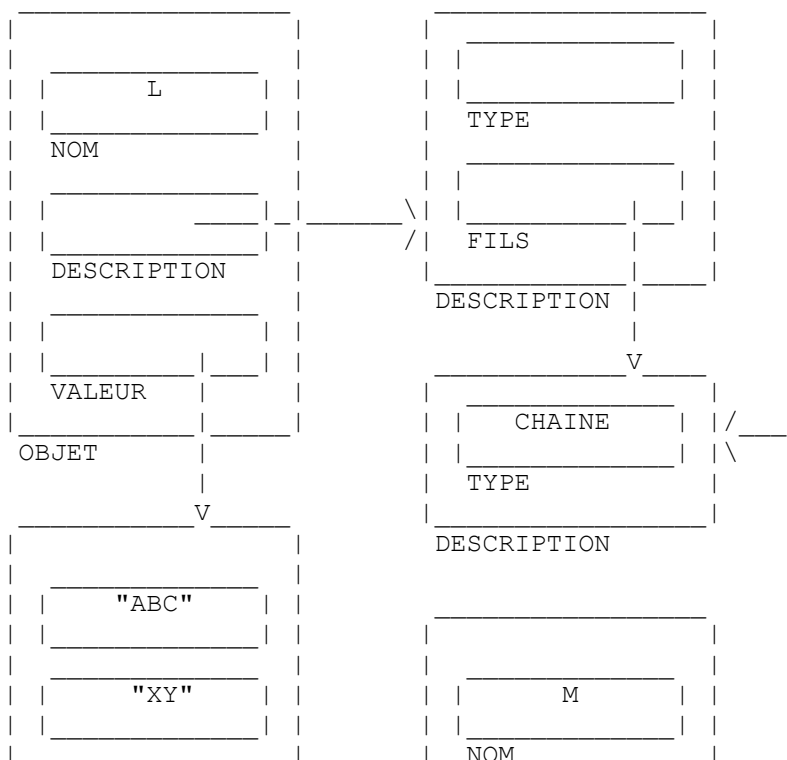 L
NOM
TYPE
DESCRIPTION
FILS
DESCRIPTION
VALEUR
CHAINE
OBJET
TYPE
DESCRIPTION
"ABC"
"XY"
M
NOM